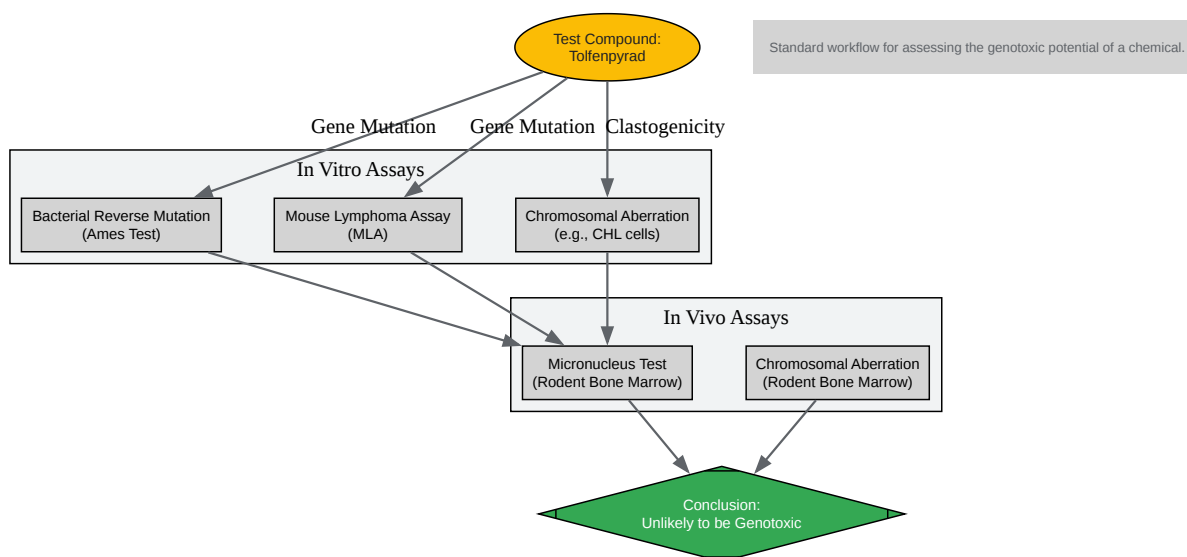 Test Compound:
Tolfenpyrad
Standard workflow for assessing the genotoxic potential of a chemical.
Gene Mutation
Gene Mutation
Clastogenicity
In Vitro Assays
Bacterial Reverse Mutation
(Ames Test)
Mouse Lymphoma Assay
(MLA)
Chromosomal Aberration
(e.g., CHL cells)
In Vivo Assays
Micronucleus Test
(Rodent Bone Marrow)
Chromosomal Aberration
(Rodent Bone Marrow)
Conclusion:
Unlikely to be Genotoxic